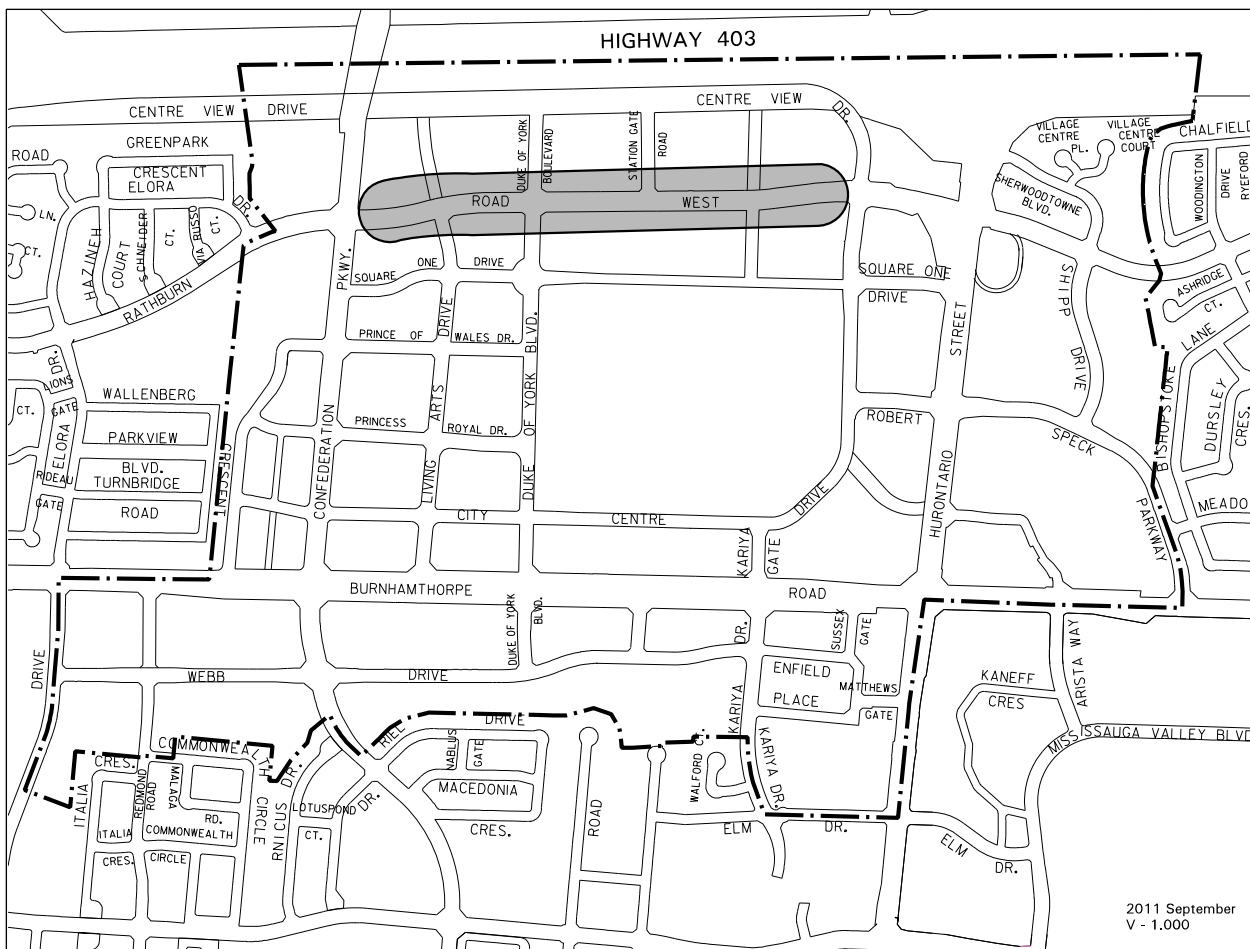 HIGHWAY 403
CENTRE VIEW DRIVE
CENTRE VIEW DR.
GREENPARK
ROAD
CRESCENT
ELORA
DR.
LN.
CT.
HAZINEH
COURT
SCHNEIDER
CT.
VIA RUSSO
CT.
RATHBURN
DUKE OF YORK
BOULEVARD
STATION GATE
ROAD
ROAD WEST
VILLAGE
CENTRE
PL.
VILLAGE
CENTRE
COURT
CHALFIELD
WOODINGTON
DRIVE
RYEFORD
SHERWOODTOWNE
BLVD.
PKWY.
SQUARE ONE DRIVE
SQUARE ONE
DRIVE
SHIPP
DRIVE
ASHRIDGE
CT.
LANE
PRINCE OF WALES DR.
DRIVE
DUKE OF YORK BLVD.
STREET
LIONS
GATE
DR.
ELORA
CT.
RIDEAU
GATE
WALLENBERG
PARKVIEW
BLVD.
TURNBRIDGE
ROAD
CRESCENT
CONFEDERATION
PRINCESS ROYAL DR.
LIVING
ARTS
ROBERT
SPECK
PARKWAY
BISHOPSTOKE
DURSLEY
CRES.
MEADO
HURONTARIO
CITY CENTRE DRIVE
KARIYA
GATE
BURNHAMTHORPE ROAD
DUKE OF YORK
BLVD.
DR.
SUSSEX
GATE
DRIVE
WEBB DRIVE
ENFIELD
PLACE
MATTHEWS
GATE
KARIYA
KANEFF
CRES
ARISTA WAY
MISSISSAUGA VALLEY BLVD
COMMONWEALTH
CRES.
ITALIA
REDMOND
ROAD
MALAGA
RD.
COMMONWEALTH
CIRCLE
ITALIA
CRES.
CIRCLE
DR.
LOTUSPOND
CT.
DR.
RIEL
DRIVE
NABLUS
GATE
MACEDONIA
CRES.
ROAD
WALFORD CT.
KARIYA DR.
ELM DR.
ELM
DR.
2011 September
V - 1.000